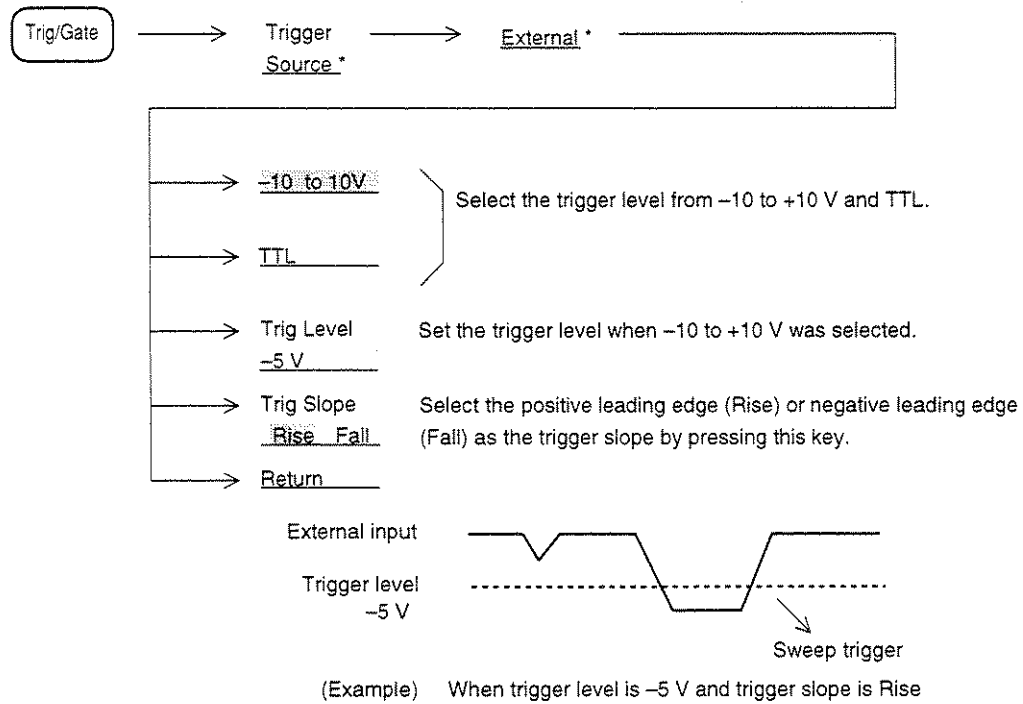 Trig/Gate
Trigger
Source *
External *
–10 to 10V
Select the trigger level from –10 to +10 V and TTL.
TTL
Trig Level
–5 V
Set the trigger level when –10 to +10 V was selected.
Trig Slope
Rise Fall
Select the positive leading edge (Rise) or negative leading edge
(Fall) as the trigger slope by pressing this key.
Return
External input
Trigger level
–5 V
Sweep trigger
(Example) When trigger level is –5 V and trigger slope is Rise